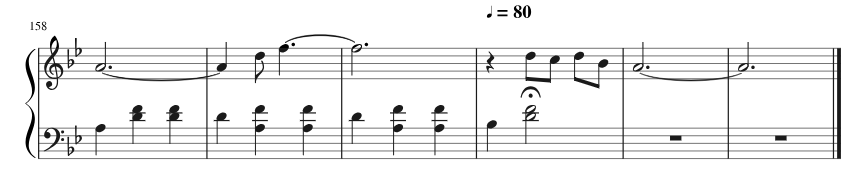 ♩ = 80
158